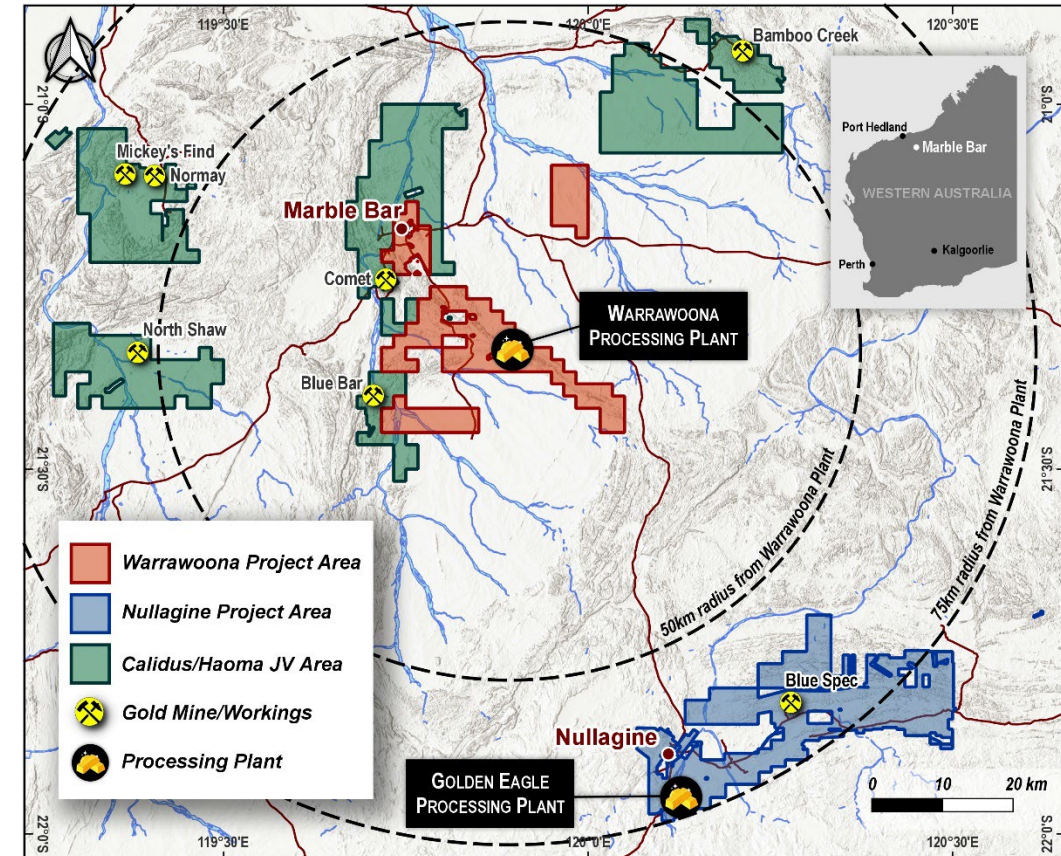 119°30'E
120°0'E
120°30'E
Bamboo Creek
21°0'S
21°0'S
Port Hedland
Marble Bar
WESTERN AUSTRALIA
Kalgoorlie
Perth
Mickey's Find
Normay
Marble Bar
Comet
WARRAWOONA
PROCESSING PLANT
North Shaw
Blue Bar
21°30'S
21°30'S
50km radius from Warrawoona Plant
75km radius from Warrawoona Plant
Warrawoona Project Area
Nullagine Project Area
Calidus/Haoma JV Area
Gold Mine/Workings
Processing Plant
Blue Spec
Nullagine
GOLDEN EAGLE
PROCESSING PLANT
0 10 20 km
22°0'S
22°0'S
119°30'E
120°0'E
120°30'E